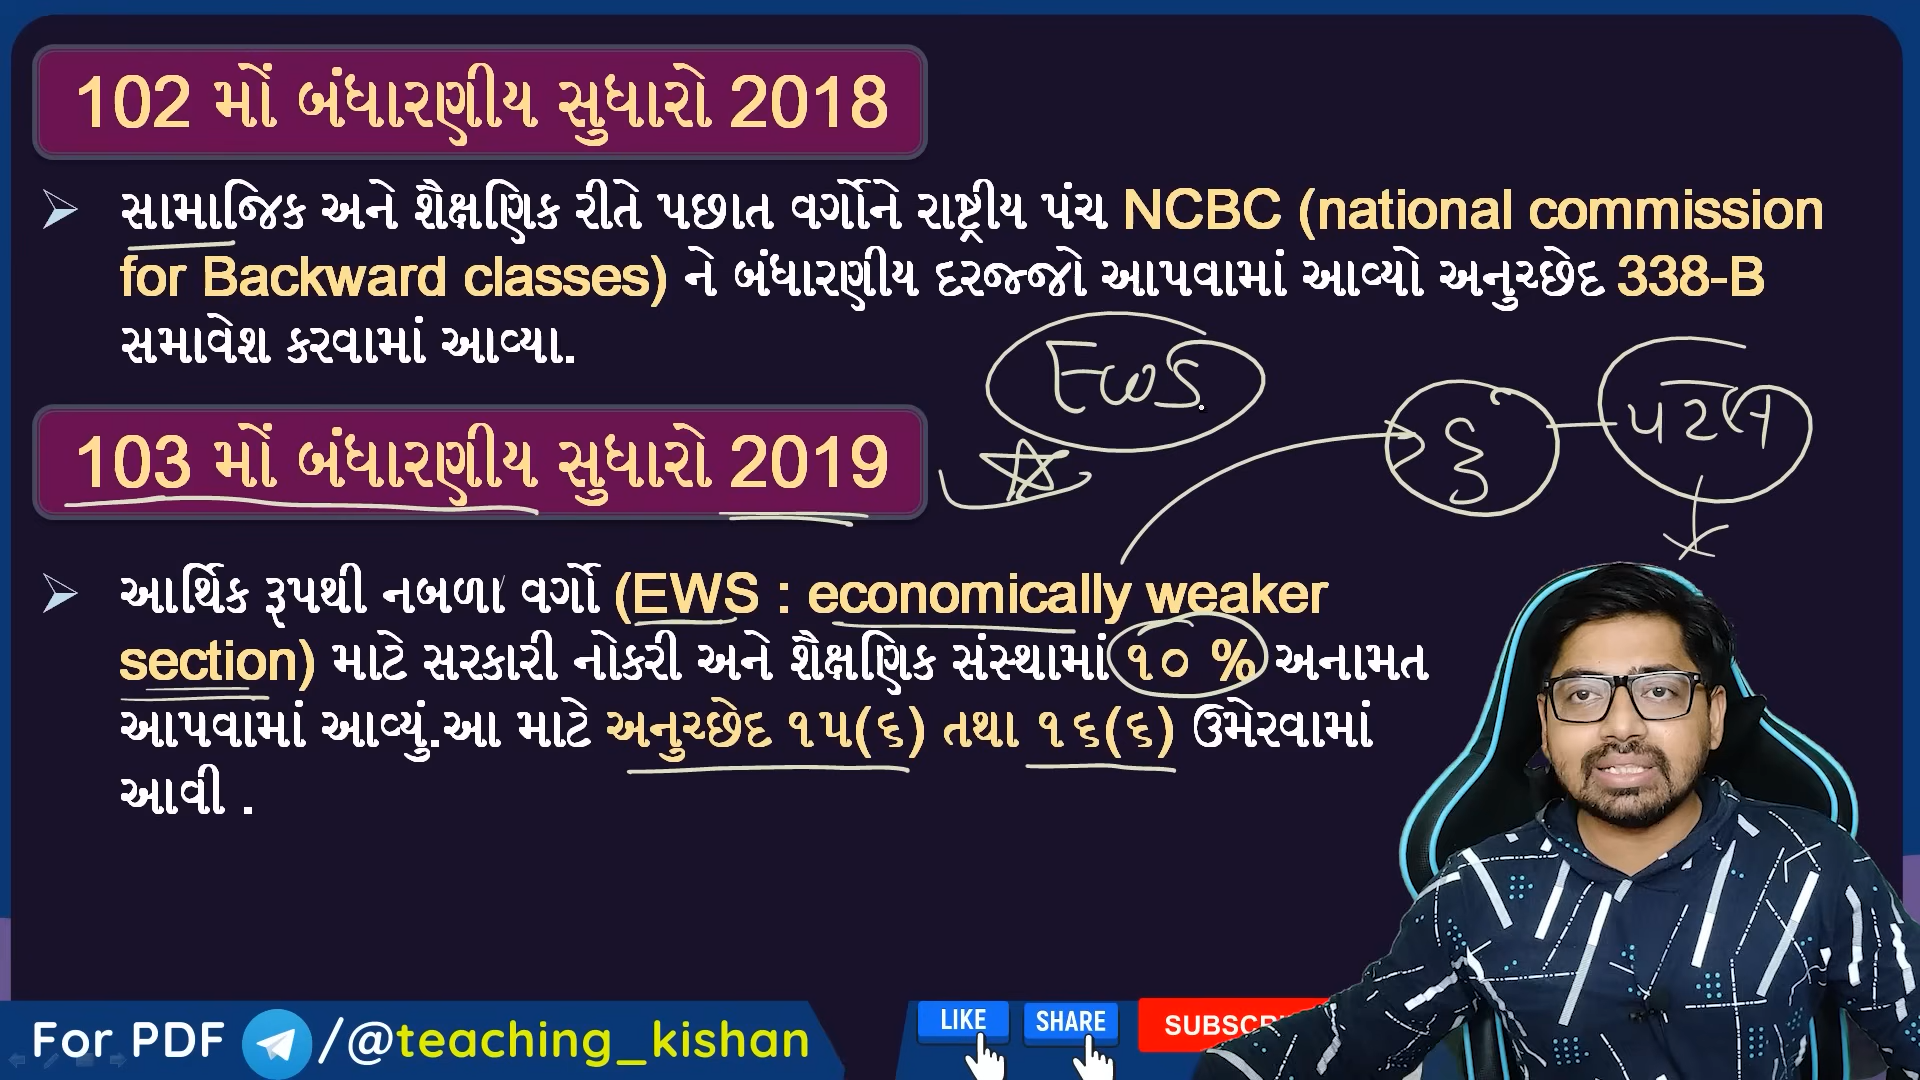 102 મોં બંધારણીય સુધારો 2018
સામાજિક અને શૈક્ષણિક રીતે પછાત વર્ગોને રાષ્ટ્રીય પંચ NCBC (national commission
for Backward classes) ને બંધારણીય દરજ્જો આપવામાં આવ્યો અનુચ્છેદ 338-B
સમાવેશ કરવામાં આવ્યા.
EWS
103 મોં બંધારણીય સુધારો 2019
આર્થિક રૂપથી નબળા વર્ગો (EWS : economically weaker
section) માટે સરકારી નોકરી અને શૈક્ષણિક સંસ્થામાં ૧૦ % અનામત
આપવામાં આવ્યું.આ માટે અનુચ્છેદ ૧૫(૬) તથા ૧૬(૬) ઉમેરવામાં
આવી .
For PDF /@teaching_kishan
LIKE
SHARE